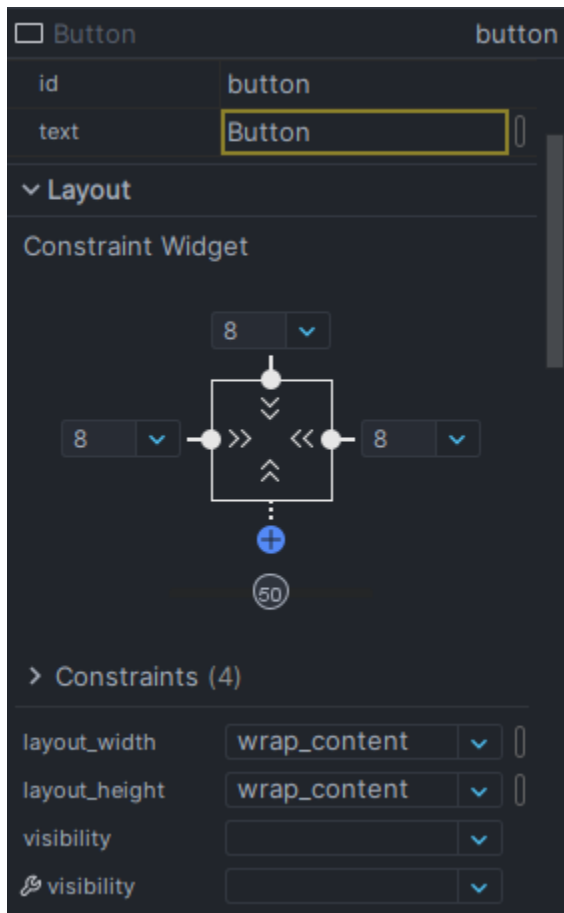 Button button
id button
text Button
Layout
Constraint Widget
8
8 8
50
Constraints (4)
layout_width wrap_content
layout_height wrap_content
visibility
visibility